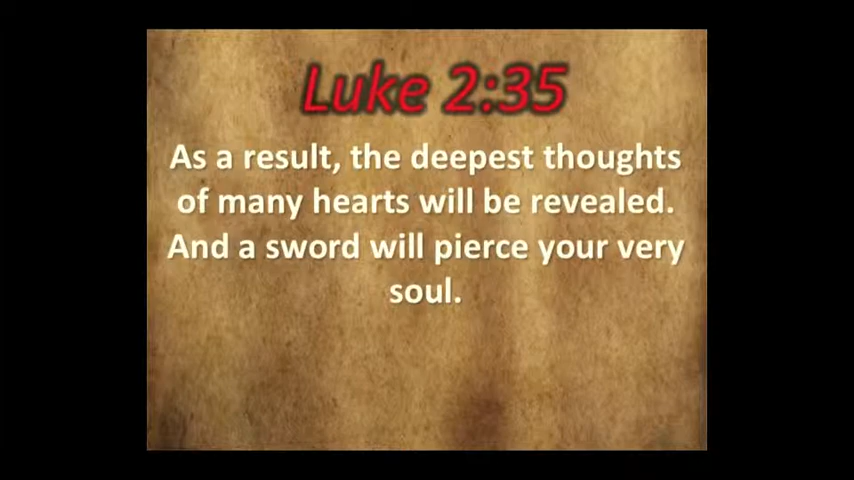 Luke 2:35
As a result, the deepest thoughts
of many hearts will be revealed.
And a sword will pierce your very
soul.